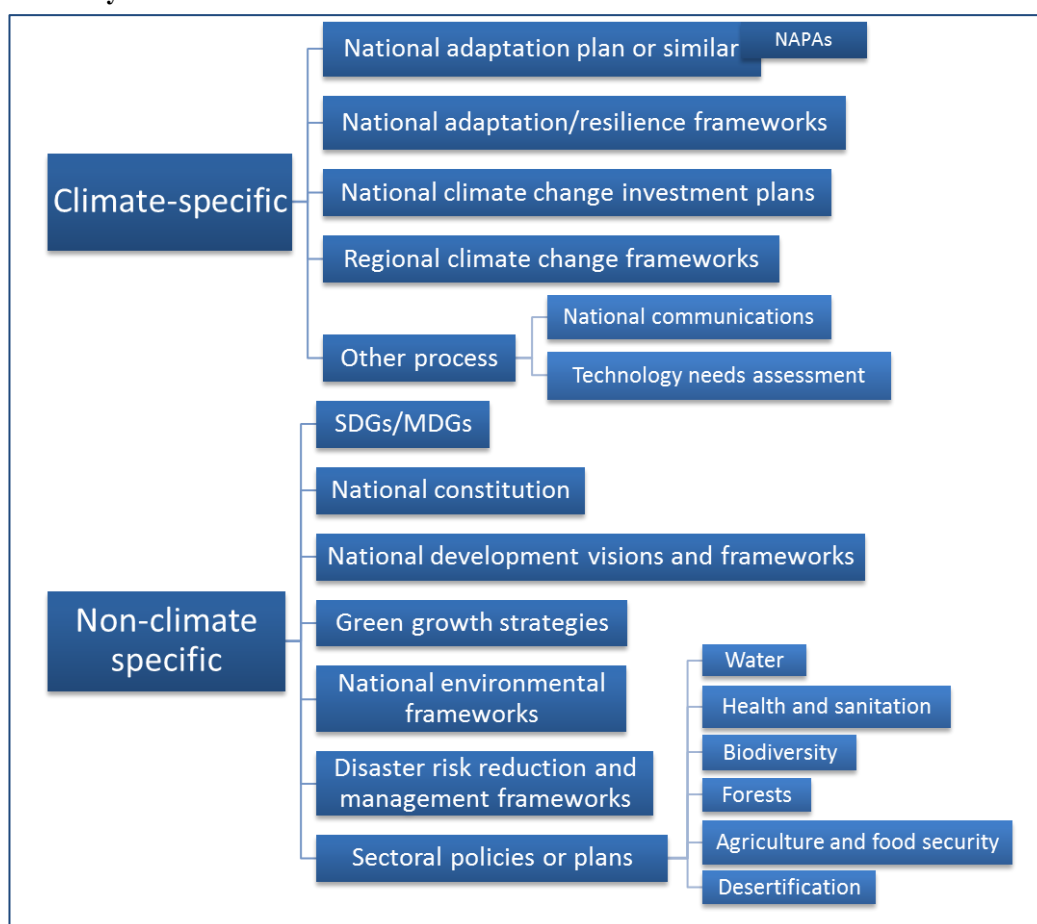 National adaptation plan or similar
NAPAs
National adaptation/resilience frameworks
Climate-specific
National climate change investment plans
Regional climate change frameworks
National communications
Other process
Technology needs assessment
SDGs/MDGs
National constitution
National development visions and frameworks
Non-climate
specific
Green growth strategies
National environmental
frameworks
Disaster risk reduction and
management frameworks
Sectoral policies or plans
Water
Health and sanitation
Biodiversity
Forests
Agriculture and food security
Desertification